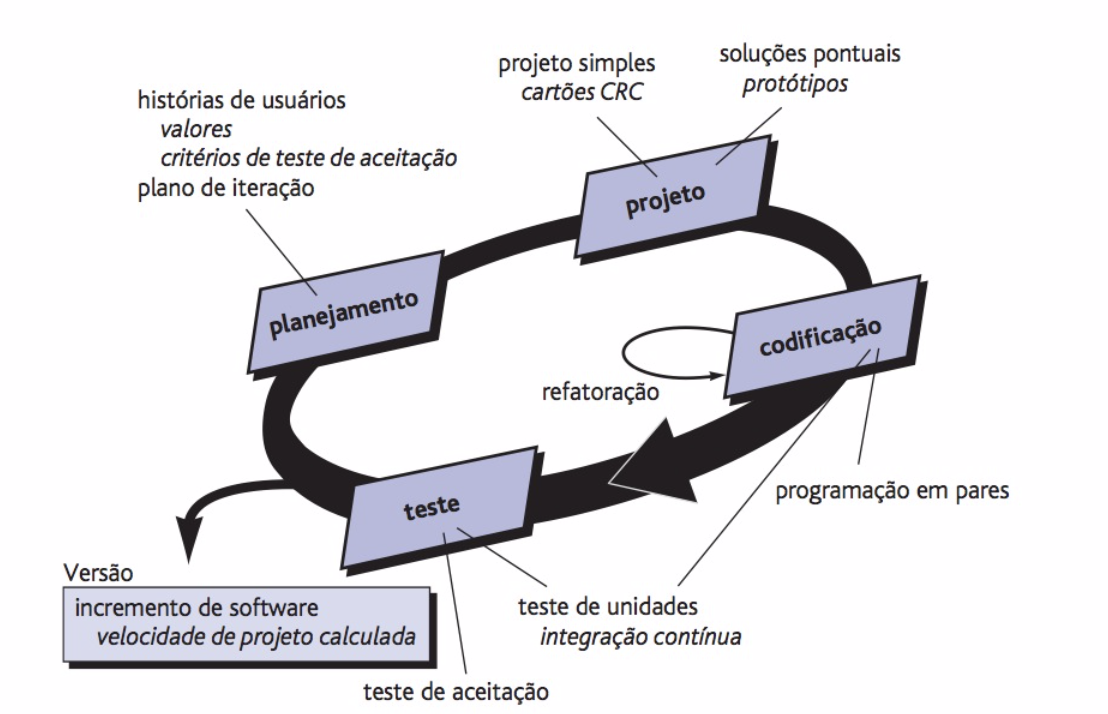 projeto simples
cartões CRC
soluções pontuais
protótipos
histórias de usuários
valores
critérios de teste de aceitação
plano de iteração
projeto
planejamento
codificação
refatoração
programação em pares
teste
Versão
incremento de software
velocidade de projeto calculada
teste de unidades
integração contínua
teste de aceitação